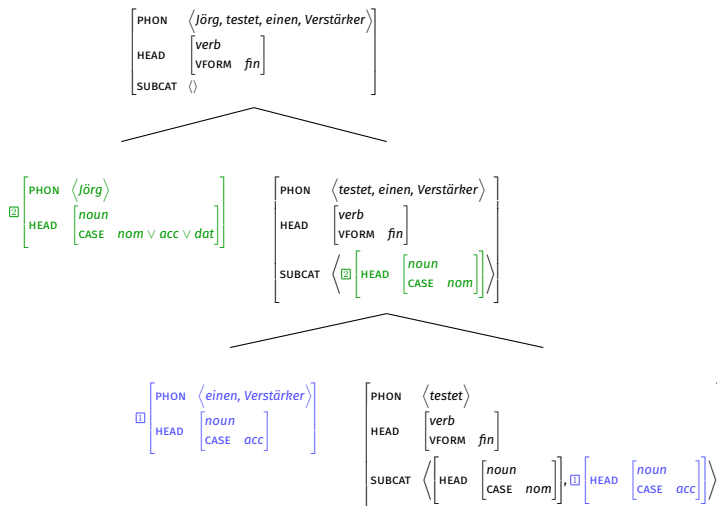 PHON ⟨Jörg, testet, einen, Verstärker⟩
HEAD [verb
VFORM fin]
SUBCAT ⟨⟩
2 [PHON ⟨Jörg⟩
HEAD [noun
CASE nom ∨ acc ∨ dat]]
PHON ⟨testet, einen, Verstärker⟩
HEAD [verb
VFORM fin]
SUBCAT ⟨2 [HEAD [noun
CASE nom]]⟩
1 [PHON ⟨einen, Verstärker⟩
HEAD [noun
CASE acc]]
PHON ⟨testet⟩
HEAD [verb
VFORM fin]
SUBCAT ⟨[HEAD [noun
CASE nom]], 1 [HEAD [noun
CASE acc]]⟩